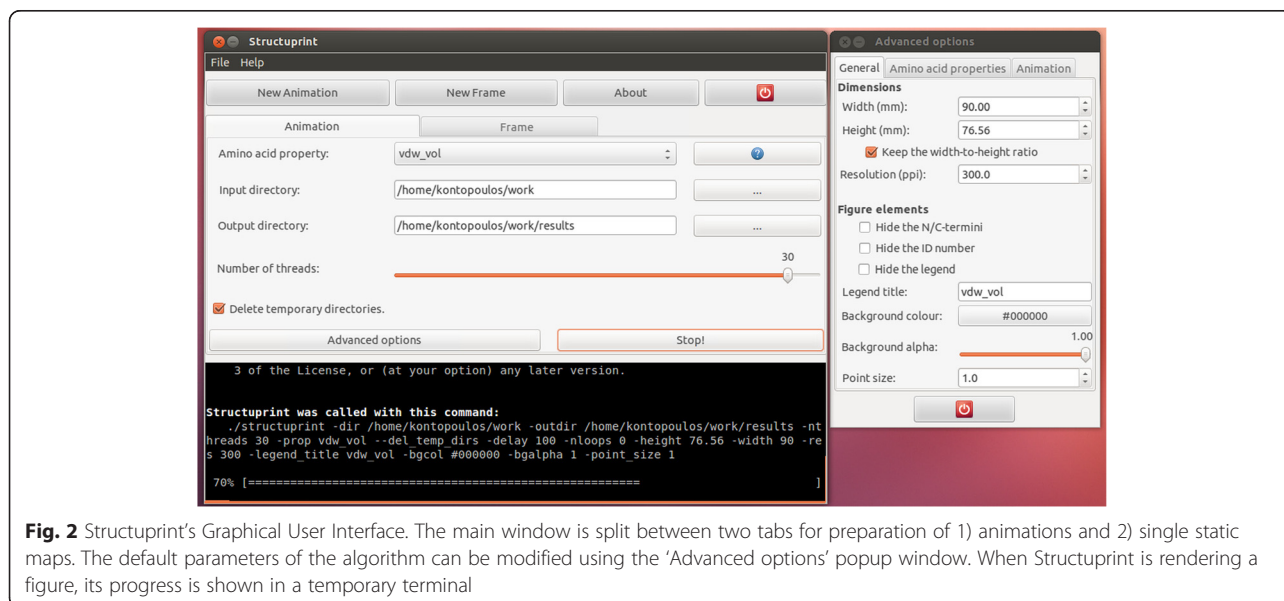 Structuprint
File Help
New Animation New Frame About
Animation Frame
Amino acid property: vdw_vol
Input directory: /home/kontopoulos/work ...
Output directory: /home/kontopoulos/work/results ...
30
Number of threads:
Delete temporary directories.
Advanced options Stop!
3 of the License, or (at your option) any later version.
Structuprint was called with this command:
./structuprint -dir /home/kontopoulos/work -outdir /home/kontopoulos/work/results -nt
hreads 30 -prop vdw_vol --del_temp_dirs -delay 100 -nloops 0 -height 76.56 -width 90 -re
s 300 -legend_title vdw_vol -bgcol #000000 -bgalpha 1 -point_size 1
70% [======================================================= ]
Advanced options
General Amino acid properties Animation
Dimensions
Width (mm): 90.00
Height (mm): 76.56
Keep the width-to-height ratio
Resolution (ppi): 300.0
Figure elements
Hide the N/C-termini
Hide the ID number
Hide the legend
Legend title: vdw_vol
Background colour: #000000
1.00
Background alpha:
Point size: 1.0
Fig. 2 Structuprint's Graphical User Interface. The main window is split between two tabs for preparation of 1) animations and 2) single static
maps. The default parameters of the algorithm can be modified using the 'Advanced options' popup window. When Structuprint is rendering a
figure, its progress is shown in a temporary terminal